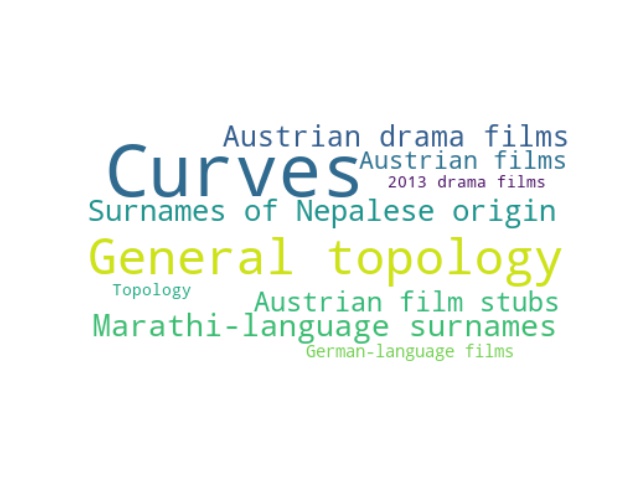 Austrian drama films
Curves
Austrian films
2013 drama films
Surnames of Nepalese origin
General topology
Topology
Austrian film stubs
Marathi-language surnames
German-language films